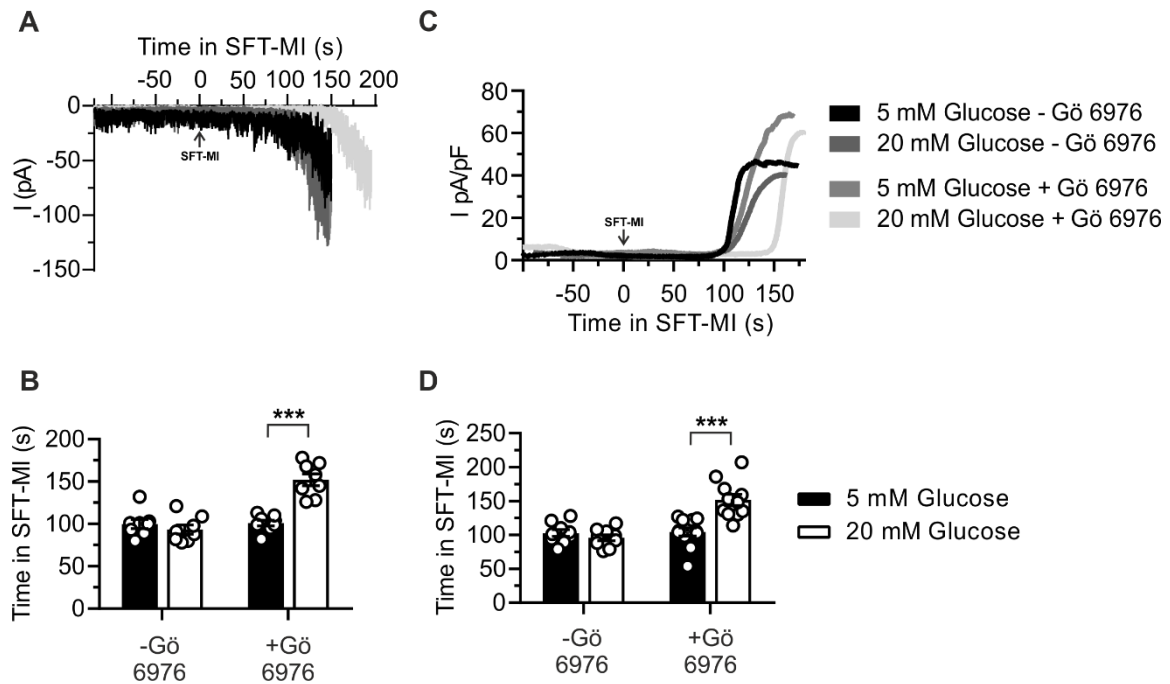 A
Time in SFT-MI (s)
-50 0 50 100 150 200
0
-50
-100
-150
I (pA)
SFT-MI
C
80
60
40
20
0
I pA/pF
SFT-MI
-50 0 50 100 150
Time in SFT-MI (s)
5 mM Glucose - Gö 6976
20 mM Glucose - Gö 6976
5 mM Glucose + Gö 6976
20 mM Glucose + Gö 6976
B
200
150
100
50
0
Time in SFT-MI (s)
***
-Gö
6976
+Gö
6976
D
250
200
150
100
50
0
Time in SFT-MI (s)
***
-Gö
6976
+Gö
6976
5 mM Glucose
20 mM Glucose